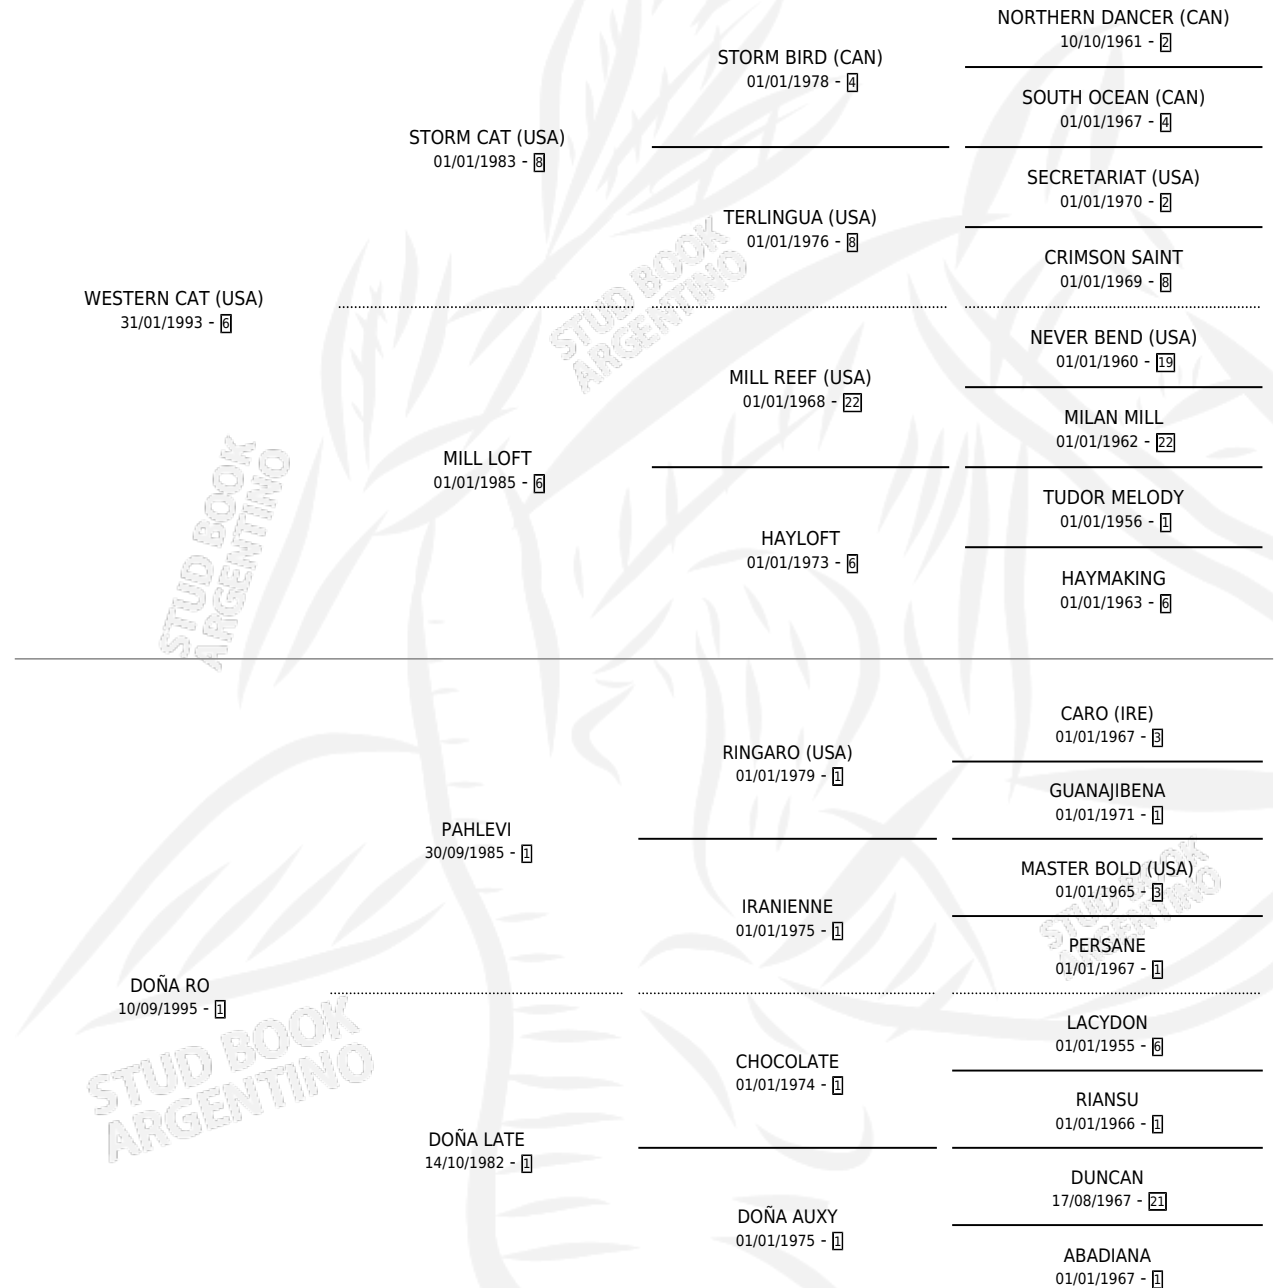 NORTHERN DANCER (CAN)
10/10/1961 - 2
STORM BIRD (CAN)
01/01/1978 - 4
SOUTH OCEAN (CAN)
01/01/1967 - 4
STORM CAT (USA)
01/01/1983 - 8
SECRETARIAT (USA)
01/01/1970 - 2
TERLINGUA (USA)
01/01/1976 - 8
CRIMSON SAINT
01/01/1969 - 8
WESTERN CAT (USA)
31/01/1993 - 6
NEVER BEND (USA)
01/01/1960 - 19
MILL REEF (USA)
01/01/1968 - 22
MILAN MILL
01/01/1962 - 22
MILL LOFT
01/01/1985 - 6
TUDOR MELODY
01/01/1956 - 1
HAYLOFT
01/01/1973 - 6
HAYMAKING
01/01/1963 - 6
CARO (IRE)
01/01/1967 - 3
RINGARO (USA)
01/01/1979 - 1
GUANAJIBENA
01/01/1971 - 1
PAHLEVI
30/09/1985 - 1
MASTER BOLD (USA)
01/01/1965 - 3
IRANIENNE
01/01/1975 - 1
PERSANE
01/01/1967 - 1
DOÑA RO
10/09/1995 - 1
LACYDON
01/01/1955 - 6
CHOCOLATE
01/01/1974 - 1
RIANSU
01/01/1966 - 1
DOÑA LATE
14/10/1982 - 1
DUNCAN
17/08/1967 - 21
DOÑA AUXY
01/01/1975 - 1
ABADIANA
01/01/1967 - 1
STUD BOOK
ARGENTINO
STUD BOOK
ARGENTINO
STUD BOOK
ARGENTINO
STUD BOOK
ARGENTINO